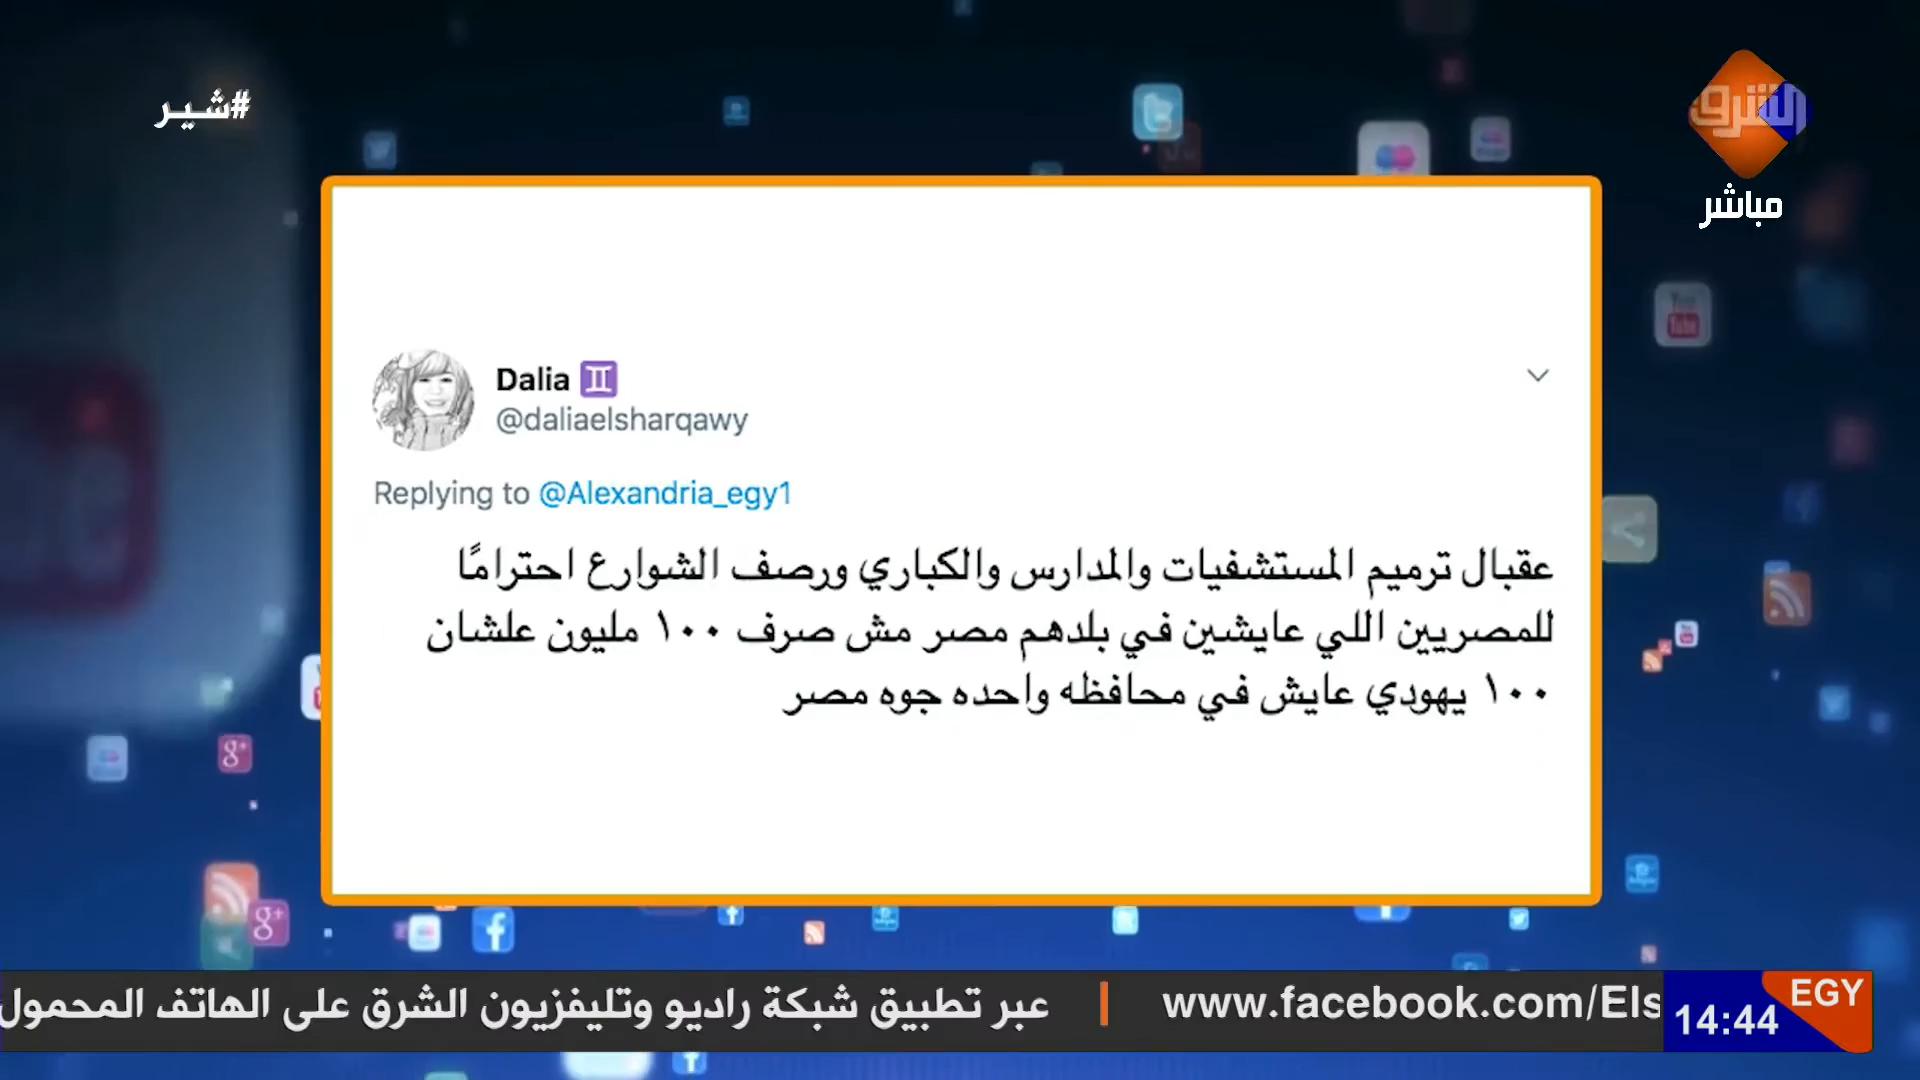 #شير
الشرق
مباشر
Dalia ♊
@daliaelsharqawy
Replying to @Alexandria_egy1
عقبال ترميم المستشفيات والمدارس والكباري ورصف الشوارع احترامًا
للمصريين اللي عايشين في بلدهم مصر مش صرف ١٠٠ مليون علشان
١٠٠ يهودي عايش في محافظه واحده جوه مصر
www.facebook.com/Els | عبر تطبيق شبكة راديو وتليفزيون الشرق على الهاتف المحمول
EGY
14:44